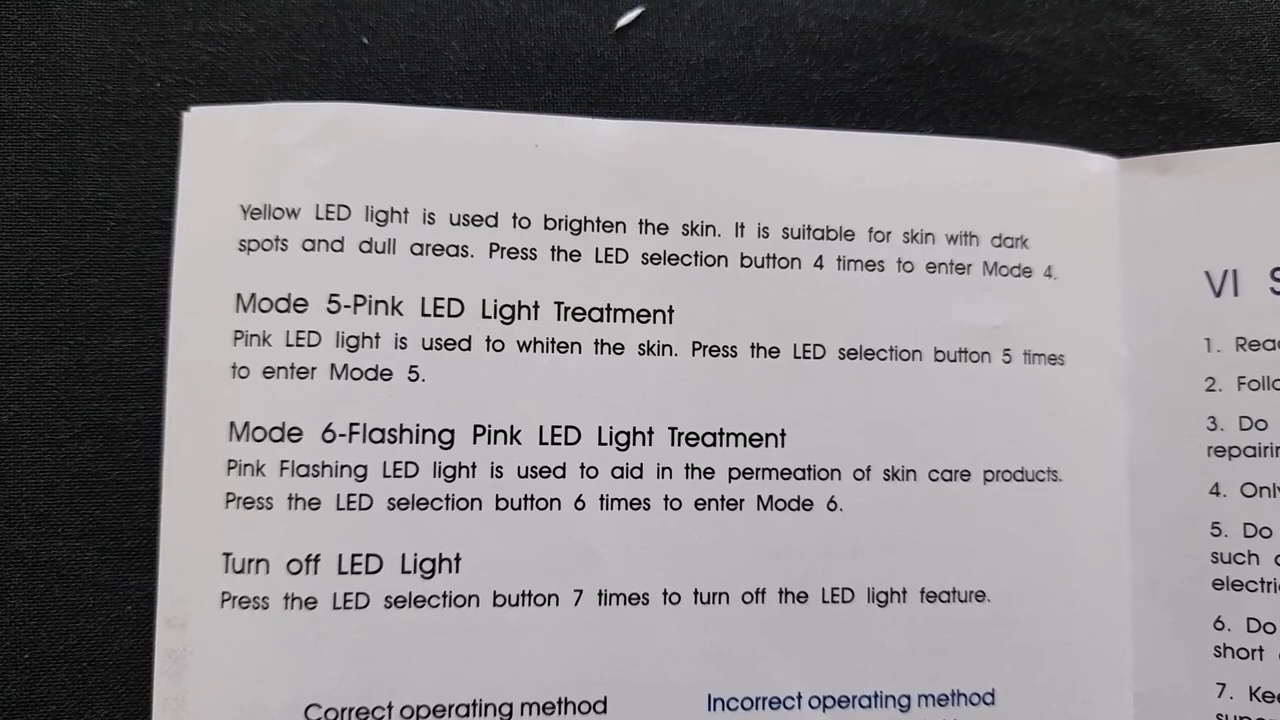 Yellow LED light is used to brighten the skin. It is suitable for skin with dark
spots and dull areas. Press the LED selection button 4 times to enter Mode 4.
Mode 5-Pink LED Light Treatment
Pink LED light is used to whiten the skin. Press the LED selection button 5 times
to enter Mode 5.
Mode 6-Flashing Pink LED Light Treatment
Pink Flashing LED light is used to aid in the permeation of skin care products.
Press the LED selection button 6 times to enter Mode 6.
Turn off LED Light
Press the LED selection button 7 times to turn off the LED light feature.
Correct operating method
Incorrect operating method
VI
1.
2.
3. Do
4.
5. Do
such
6. Do
short
7.